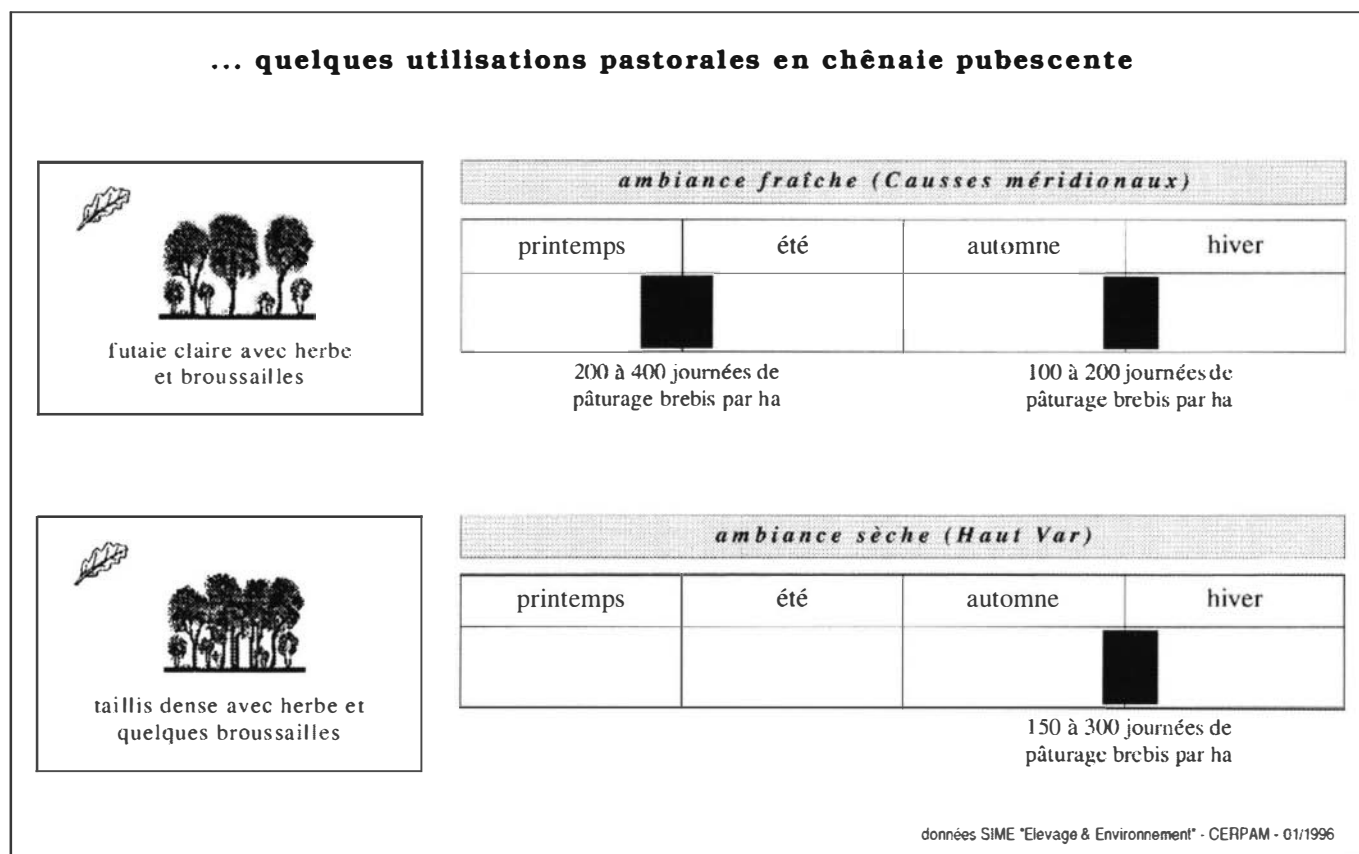 ... quelques utilisations pastorales en chênaie pubescente
ambiance fraîche (Causses méridionaux)
printemps été automne hiver
futaie claire avec herbe
et broussailles
200 à 400 journées de
pâturage brebis par ha
100 à 200 journées de
pâturage brebis par ha
ambiance sèche (Haut Var)
printemps été automne hiver
taillis dense avec herbe et
quelques broussailles
150 à 300 journées de
pâturage brebis par ha
données SIME "Elevage & Environnement" - CERPAM - 01/1996